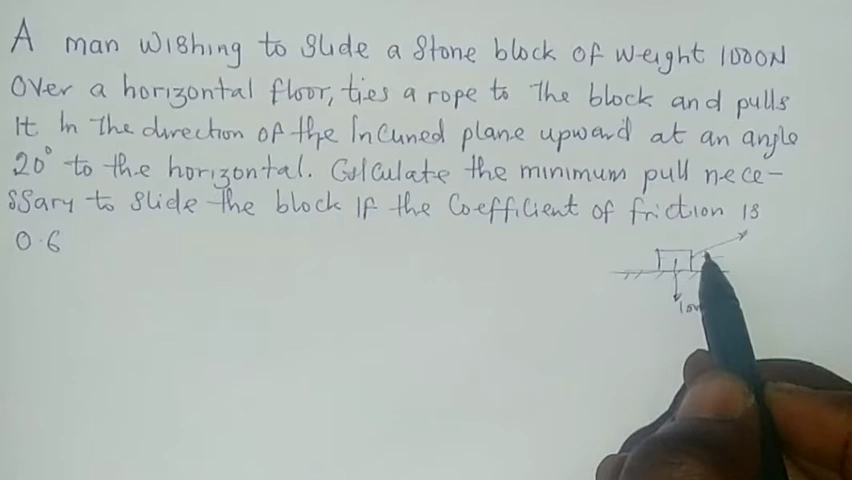 A man wishing to slide a stone block of weight 1000N
Over a horizontal floor, ties a rope to the block and pulls
It In the direction of the Incuned plane upward at an angle
20° to the horizontal. Calculate the minimum pull nece-
ssary to slide the block If the Coefficient of friction is
0.6